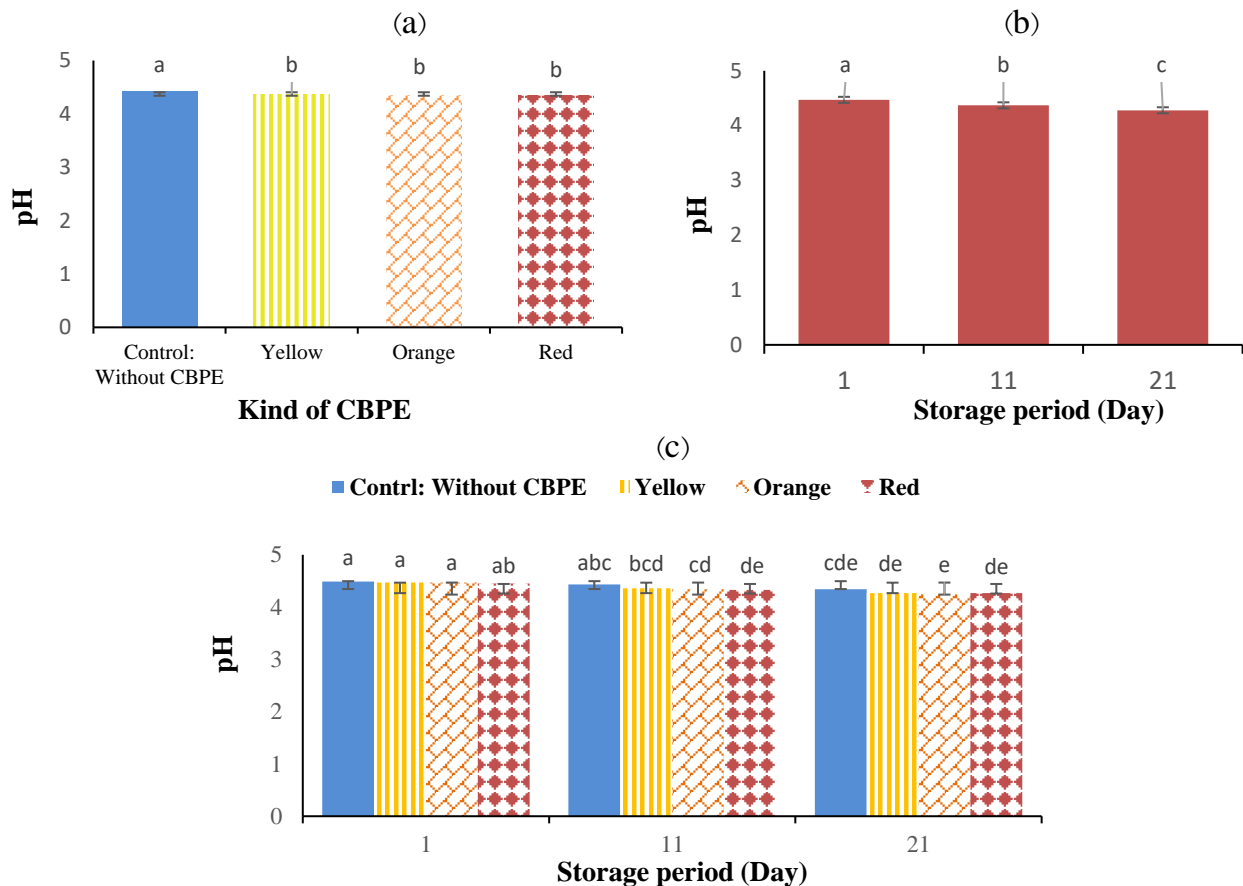 (a)
5
4
3
2
1
0
pH
a b b b
Control:
Without CBPE
Yellow
Orange
Red
Kind of CBPE
(b)
5
4
3
2
1
0
pH
a b c
1 11 21
Storage period (Day)
(c)
Contrl: Without CBPE Yellow Orange Red
5
4
3
2
1
0
pH
a a a ab abc bcd cd de cde de e de
1 11 21
Storage period (Day)